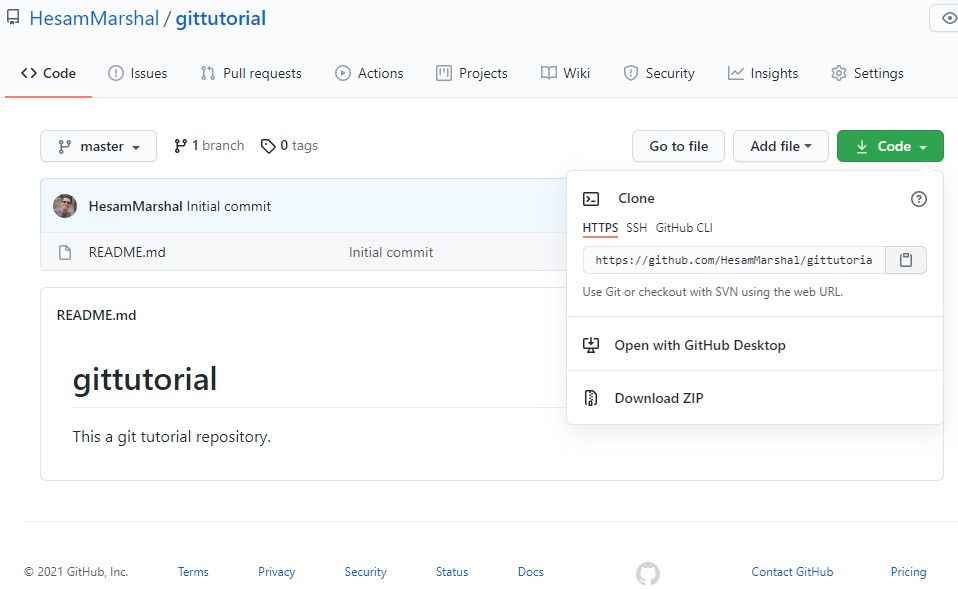 HesamMarshal / gittutorial
Code Issues Pull requests Actions Projects Wiki Security Insights Settings
master 1 branch 0 tags Go to file Add file Code
HesamMarshal Initial commit
README.md Initial commit
Clone
HTTPS SSH GitHub CLI
https://github.com/HesamMarshal/gittutoria
Use Git or checkout with SVN using the web URL.
Open with GitHub Desktop
Download ZIP
README.md
gittutorial
This a git tutorial repository.
© 2021 GitHub, Inc. Terms Privacy Security Status Docs Contact GitHub Pricing